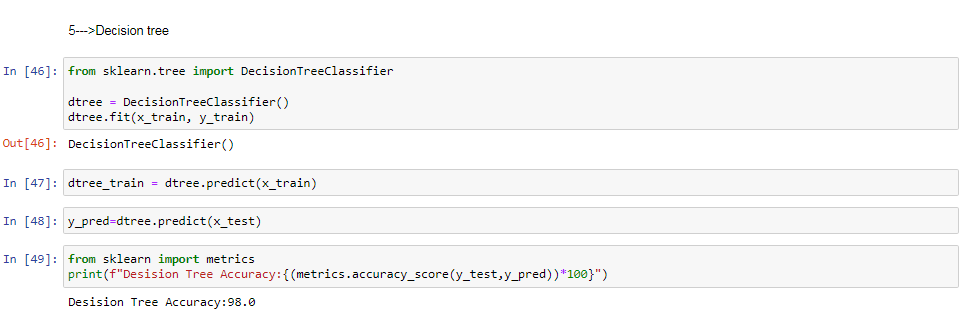 5--->Decision tree
In [46]: from sklearn.tree import DecisionTreeClassifier
dtree = DecisionTreeClassifier()
dtree.fit(x_train, y_train)
Out[46]: DecisionTreeClassifier()
In [47]: dtree_train = dtree.predict(x_train)
In [48]: y_pred=dtree.predict(x_test)
In [49]: from sklearn import metrics
print(f"Desision Tree Accuracy:{(metrics.accuracy_score(y_test,y_pred))*100}")
Desision Tree Accuracy:98.0